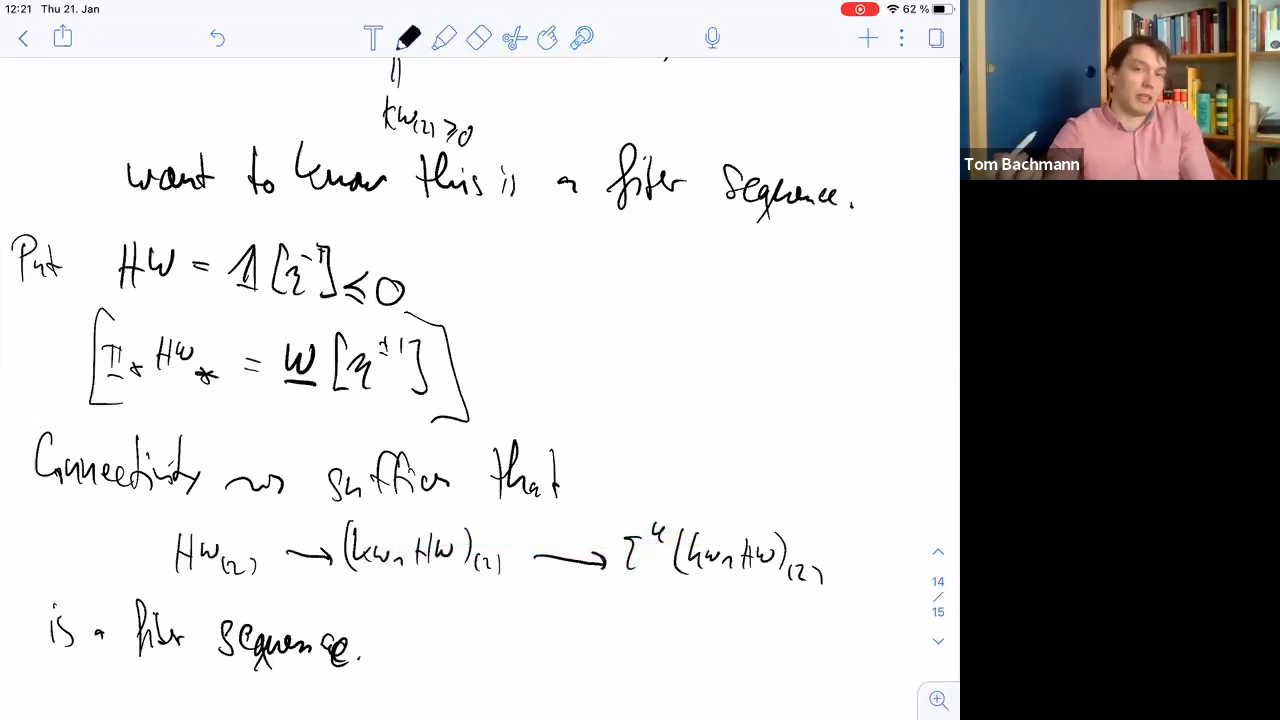 12:21 Thu 21. Jan
62 %
T
||
kw(2) ≥0
want to know this is a fiber sequence.
Put HW = 𝟙[η⁻¹]≤0
[π̲* HW* = W̲[η±1]]
Connectivity ⇝ suffices that
HW(2) → (kw∧HW)(2) → Σ⁴(kw∧HW)(2)
is a fiber sequence.
14
/
15
Tom Bachmann